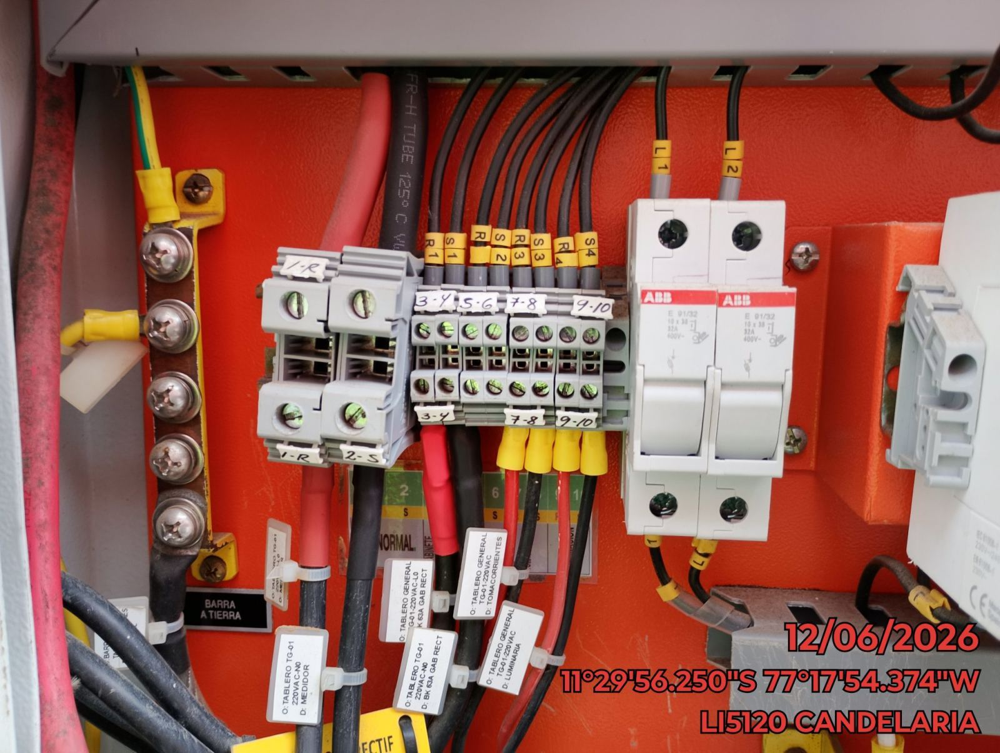 FR-H TUBE 125° C
L1
L2
R1
S1
R
S2
R3
S3
R4
S4
1-R
3-4
5-6
7-8
9-10
ABB
E 91/32
10 x 38
32A
400V~
ABB
E 91/32
10 x 38
32A
400V~
3-4
7-8
9-10
1-R
2-S
2
6
S
S
NORMAL
1
O: TABLERO GENERAL
TG-01-220VAC-L0
BK 63A GAB RECT
O: TABLERO GENERAL
TG-01-220VAC
D: TOMACORRIENTES
BARRA
A TIERRA
O: TABLERO TG-01
220VAC-N0
D: MEDIDOR
O: TABLERO TG-01
220VAC-N0
D: BK 63A GAB RECT
O: TABLERO GENERAL
TG-01-220VAC
D: LUMINARIA
RECTIF
12/06/2026
11°29'56.250"S 77°17'54.374"W
LI5120 CANDELARIA